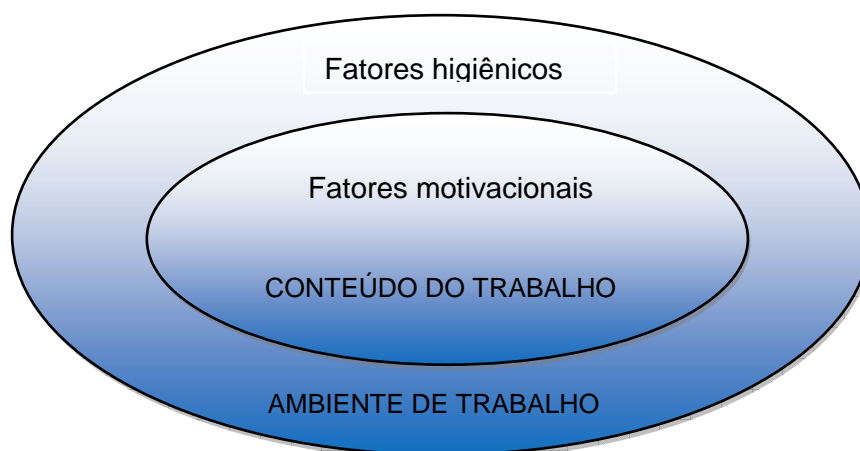 Fatores higiênicos
Fatores motivacionais
CONTEÚDO DO TRABALHO
AMBIENTE DE TRABALHO